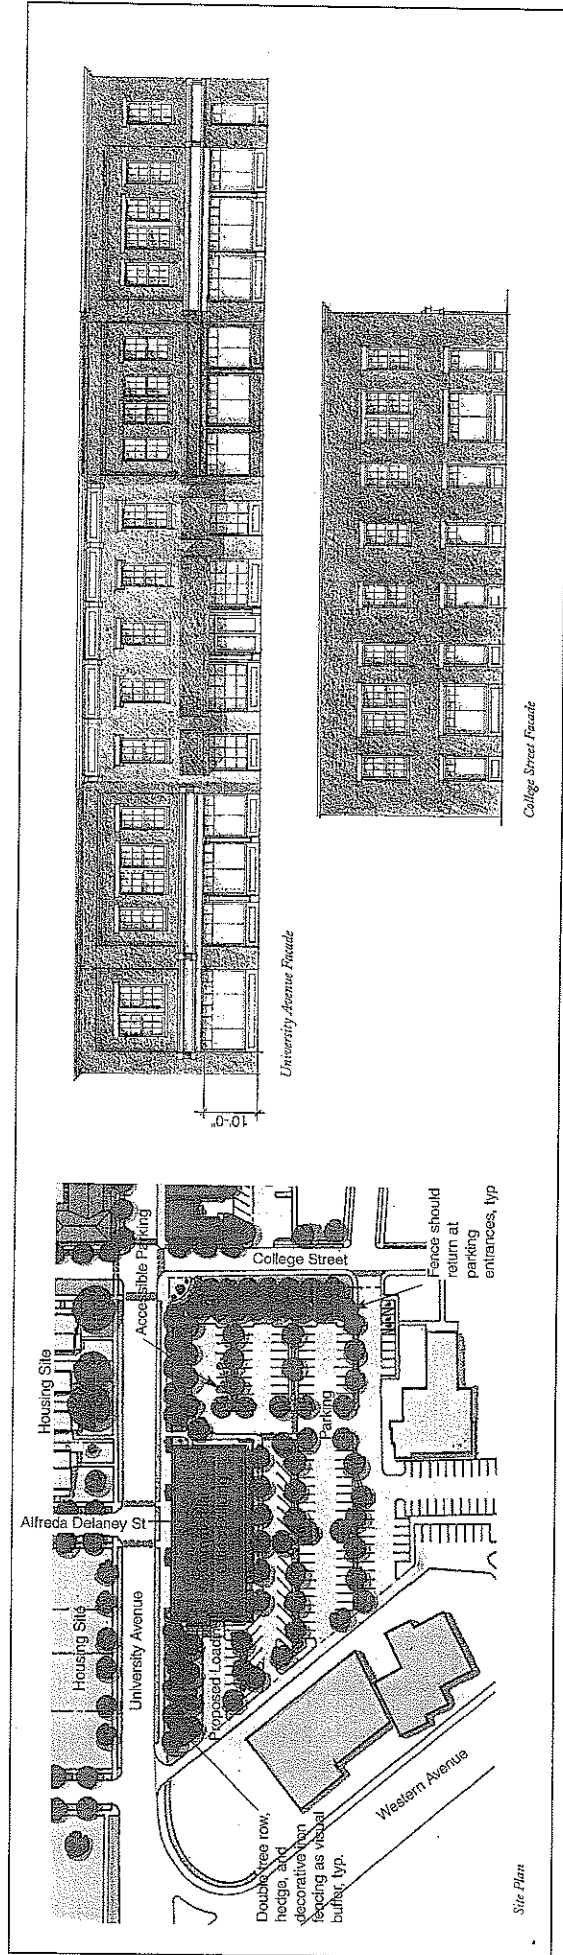 Housing Site
Housing Site
Alfreda Delaney St
University Avenue
Accessible Parking
College Street
Proposed Loading
Parking
Fence should
return at
parking
entrances, typ
Double tree row,
hedge, and
decorative iron
fencing as visual
buffer, typ.
Western Avenue
Site Plan
10'-0"
University Avenue Facade
College Street Facade